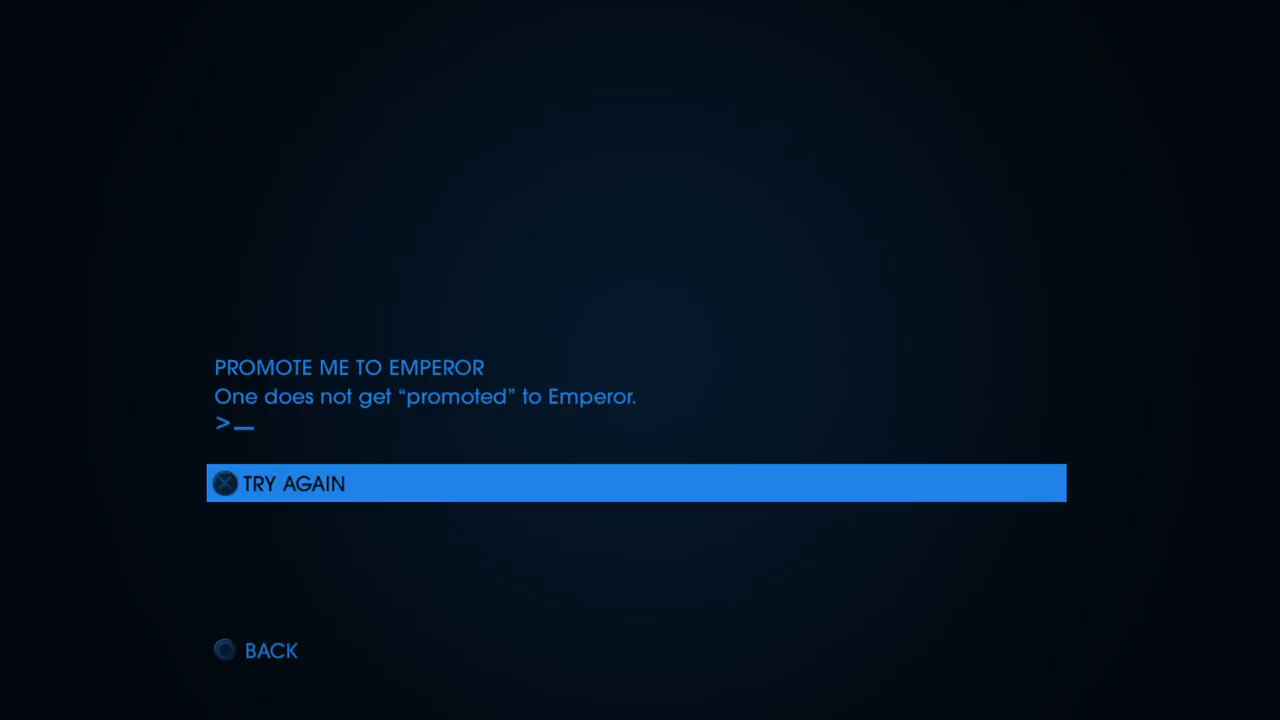 PROMOTE ME TO EMPEROR
One does not get “promoted” to Emperor.
>_
TRY AGAIN
BACK